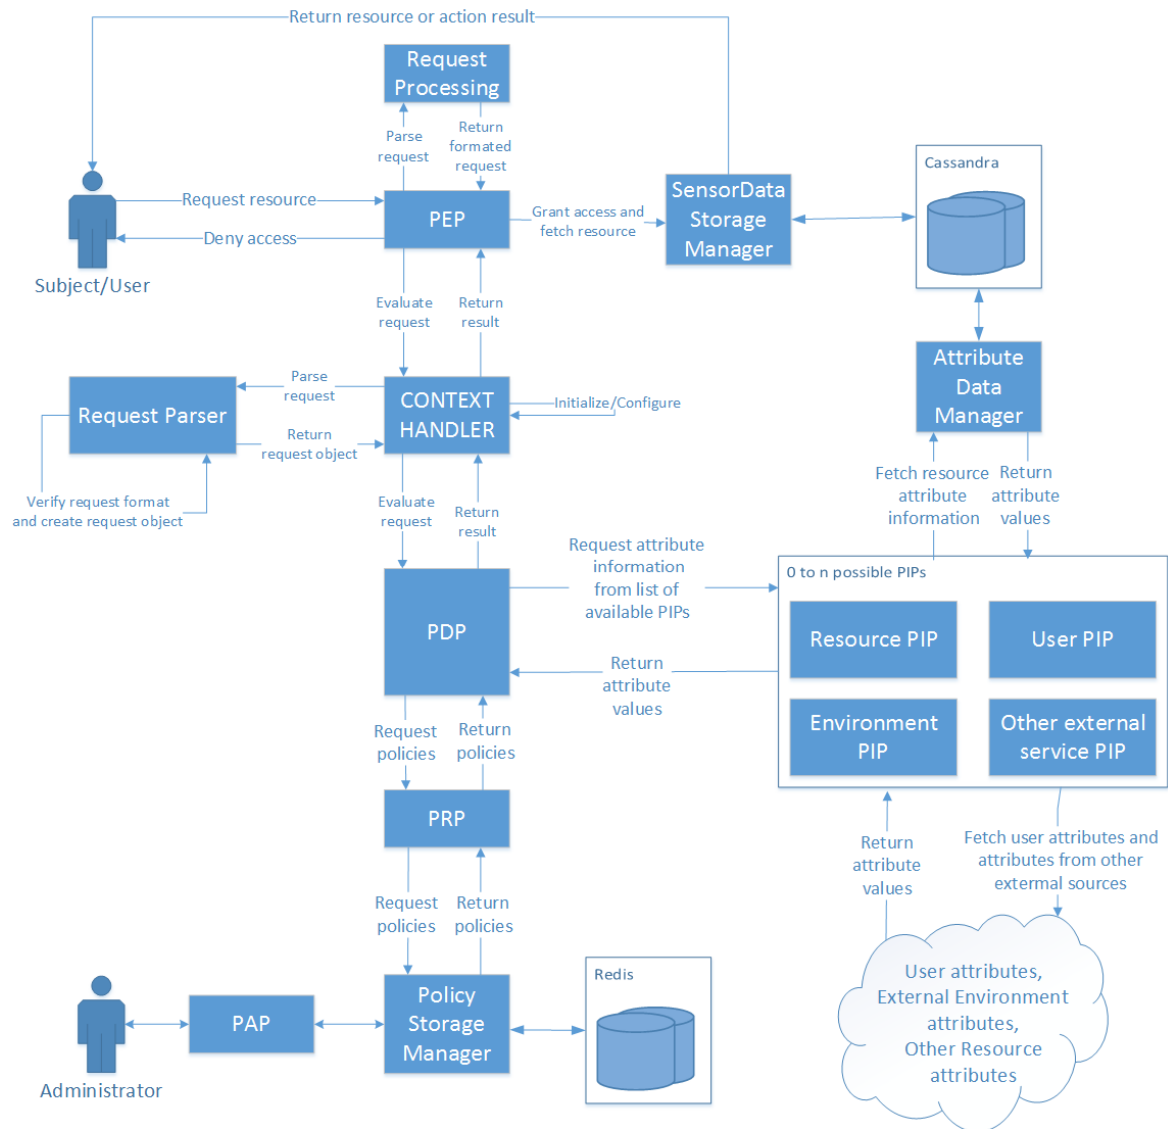 Return resource or action result
Request
Processing
Parse
request
Return
formated
request
Cassandra
Request resource
PEP
Grant access and
fetch resource
SensorData
Storage
Manager
Deny access
Subject/User
Evaluate
request
Return
result
Attribute
Data
Manager
Parse
request
Request Parser
CONTEXT
HANDLER
Initialize/Configure
Return
request object
Verify request format
and create request object
Fetch resource
attribute
information
Return
attribute
values
Evaluate
request
Return
result
Request attribute
information
from list of
available PIPs
0 to n possible PIPs
PDP
Resource PIP
User PIP
Return
attribute
values
Environment
PIP
Other external
service PIP
Request
policies
Return
policies
PRP
Return
attribute
values
Fetch user attributes and
attributes from other
extermal sources
Request
policies
Return
policies
Redis
User attributes,
External Environment
attributes,
Other Resource
attributes
PAP
Policy
Storage
Manager
Administrator